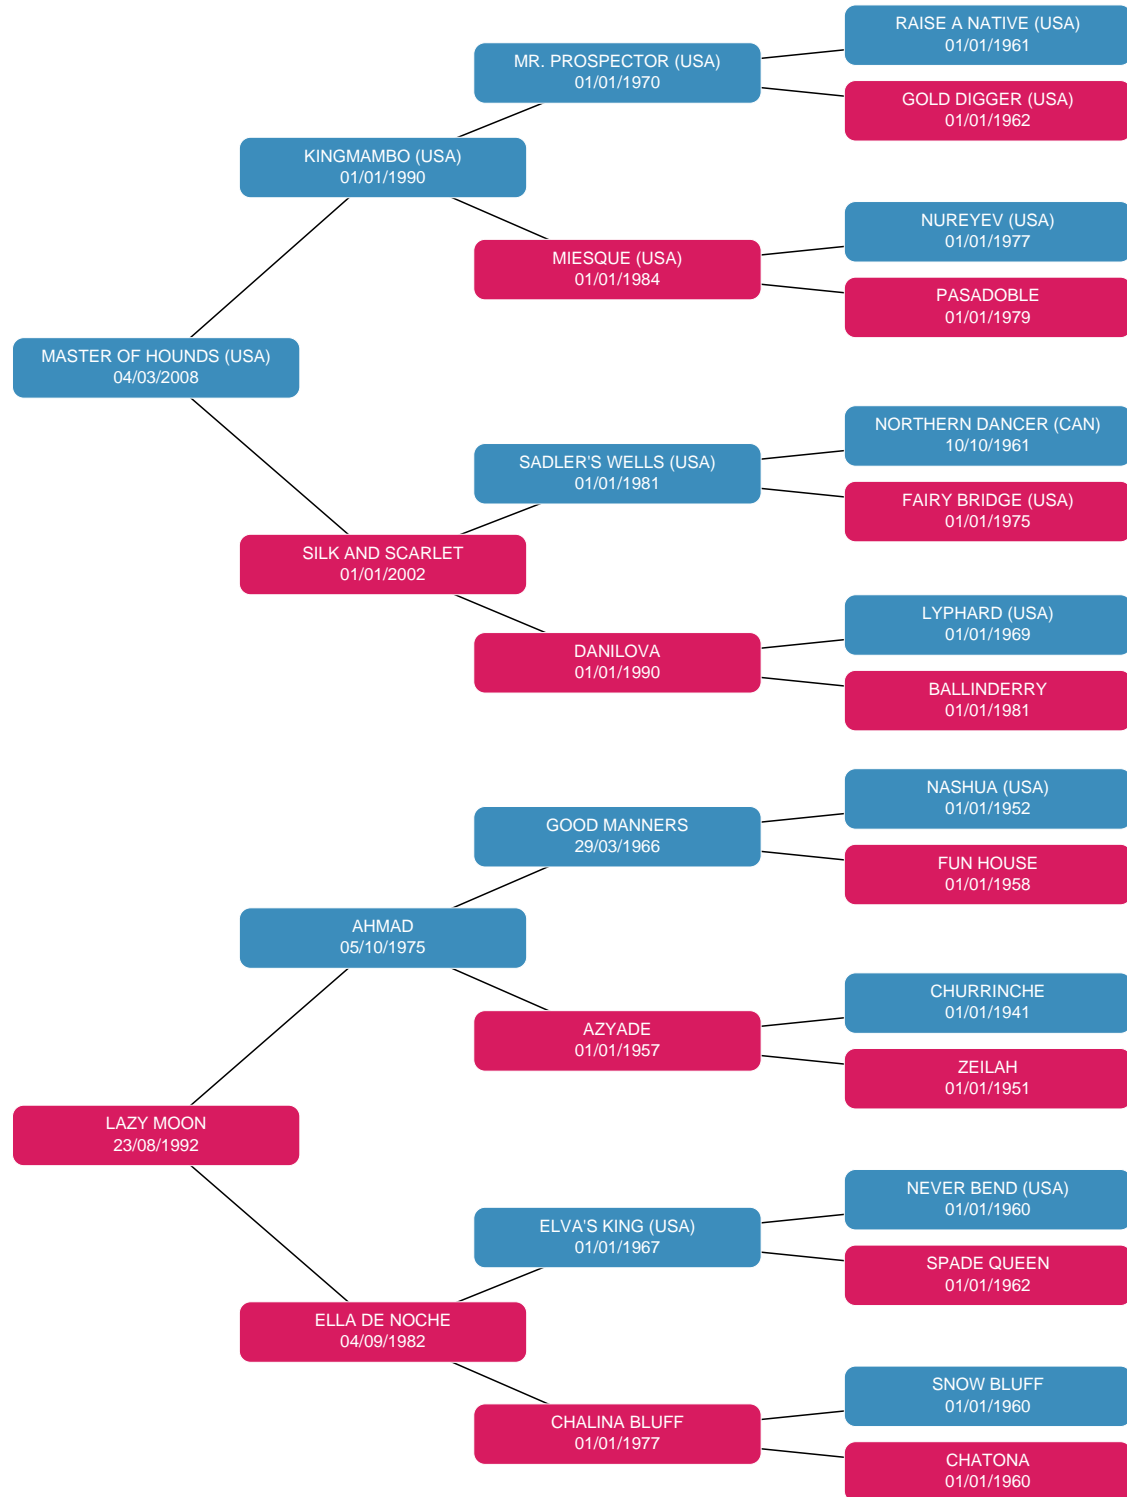 RAISE A NATIVE (USA)
01/01/1961
MR. PROSPECTOR (USA)
01/01/1970
GOLD DIGGER (USA)
01/01/1962
KINGMAMBO (USA)
01/01/1990
NUREYEV (USA)
01/01/1977
MIESQUE (USA)
01/01/1984
PASADOBLE
01/01/1979
MASTER OF HOUNDS (USA)
04/03/2008
NORTHERN DANCER (CAN)
10/10/1961
SADLER'S WELLS (USA)
01/01/1981
FAIRY BRIDGE (USA)
01/01/1975
SILK AND SCARLET
01/01/2002
LYPHARD (USA)
01/01/1969
DANILOVA
01/01/1990
BALLINDERRY
01/01/1981
NASHUA (USA)
01/01/1952
GOOD MANNERS
29/03/1966
FUN HOUSE
01/01/1958
AHMAD
05/10/1975
CHURRINCHE
01/01/1941
AZYADE
01/01/1957
ZEILAH
01/01/1951
LAZY MOON
23/08/1992
NEVER BEND (USA)
01/01/1960
ELVA'S KING (USA)
01/01/1967
SPADE QUEEN
01/01/1962
ELLA DE NOCHE
04/09/1982
SNOW BLUFF
01/01/1960
CHALINA BLUFF
01/01/1977
CHATONA
01/01/1960